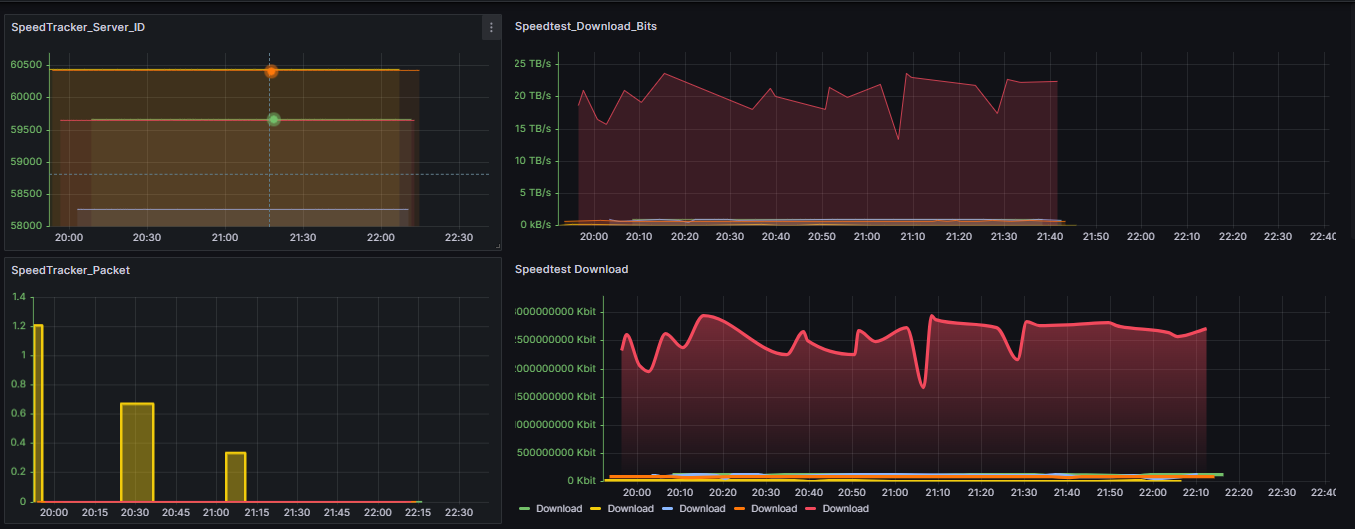 SpeedTracker_Server_ID
60500
60000
59500
59000
58500
58000
20:00 20:30 21:00 21:30 22:00 22:30
Speedtest_Download_Bits
25 TB/s
20 TB/s
15 TB/s
10 TB/s
5 TB/s
0 kB/s
20:00 20:10 20:20 20:30 20:40 20:50 21:00 21:10 21:20 21:30 21:40 21:50 22:00 22:10 22:20 22:30 22:40
SpeedTracker_Packet
1.4
1.2
1
0.8
0.6
0.4
0.2
0
20:00 20:15 20:30 20:45 21:00 21:15 21:30 21:45 22:00 22:15 22:30
Speedtest Download
3000000000 Kbit
2500000000 Kbit
2000000000 Kbit
1500000000 Kbit
1000000000 Kbit
500000000 Kbit
0 Kbit
20:00 20:10 20:20 20:30 20:40 20:50 21:00 21:10 21:20 21:30 21:40 21:50 22:00 22:10 22:20 22:30 22:40
Download Download Download Download Download